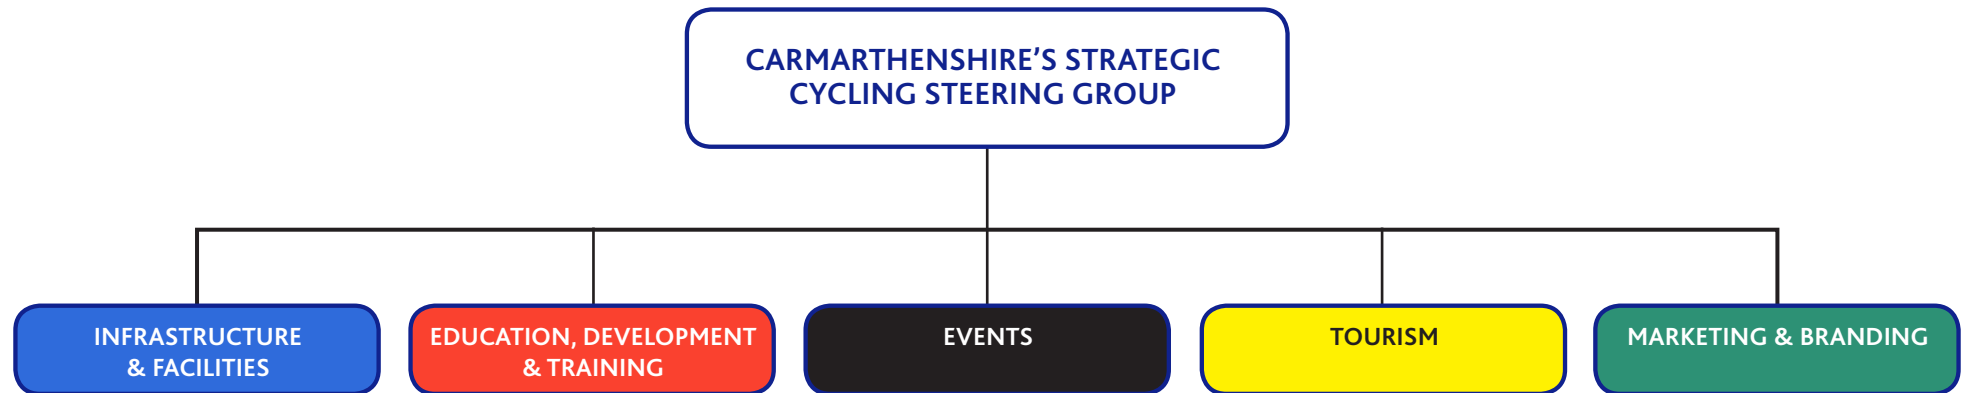 CARMARTHENSHIRE’S STRATEGIC
CYCLING STEERING GROUP
INFRASTRUCTURE
& FACILITIES
EDUCATION, DEVELOPMENT
& TRAINING
EVENTS
TOURISM
MARKETING & BRANDING